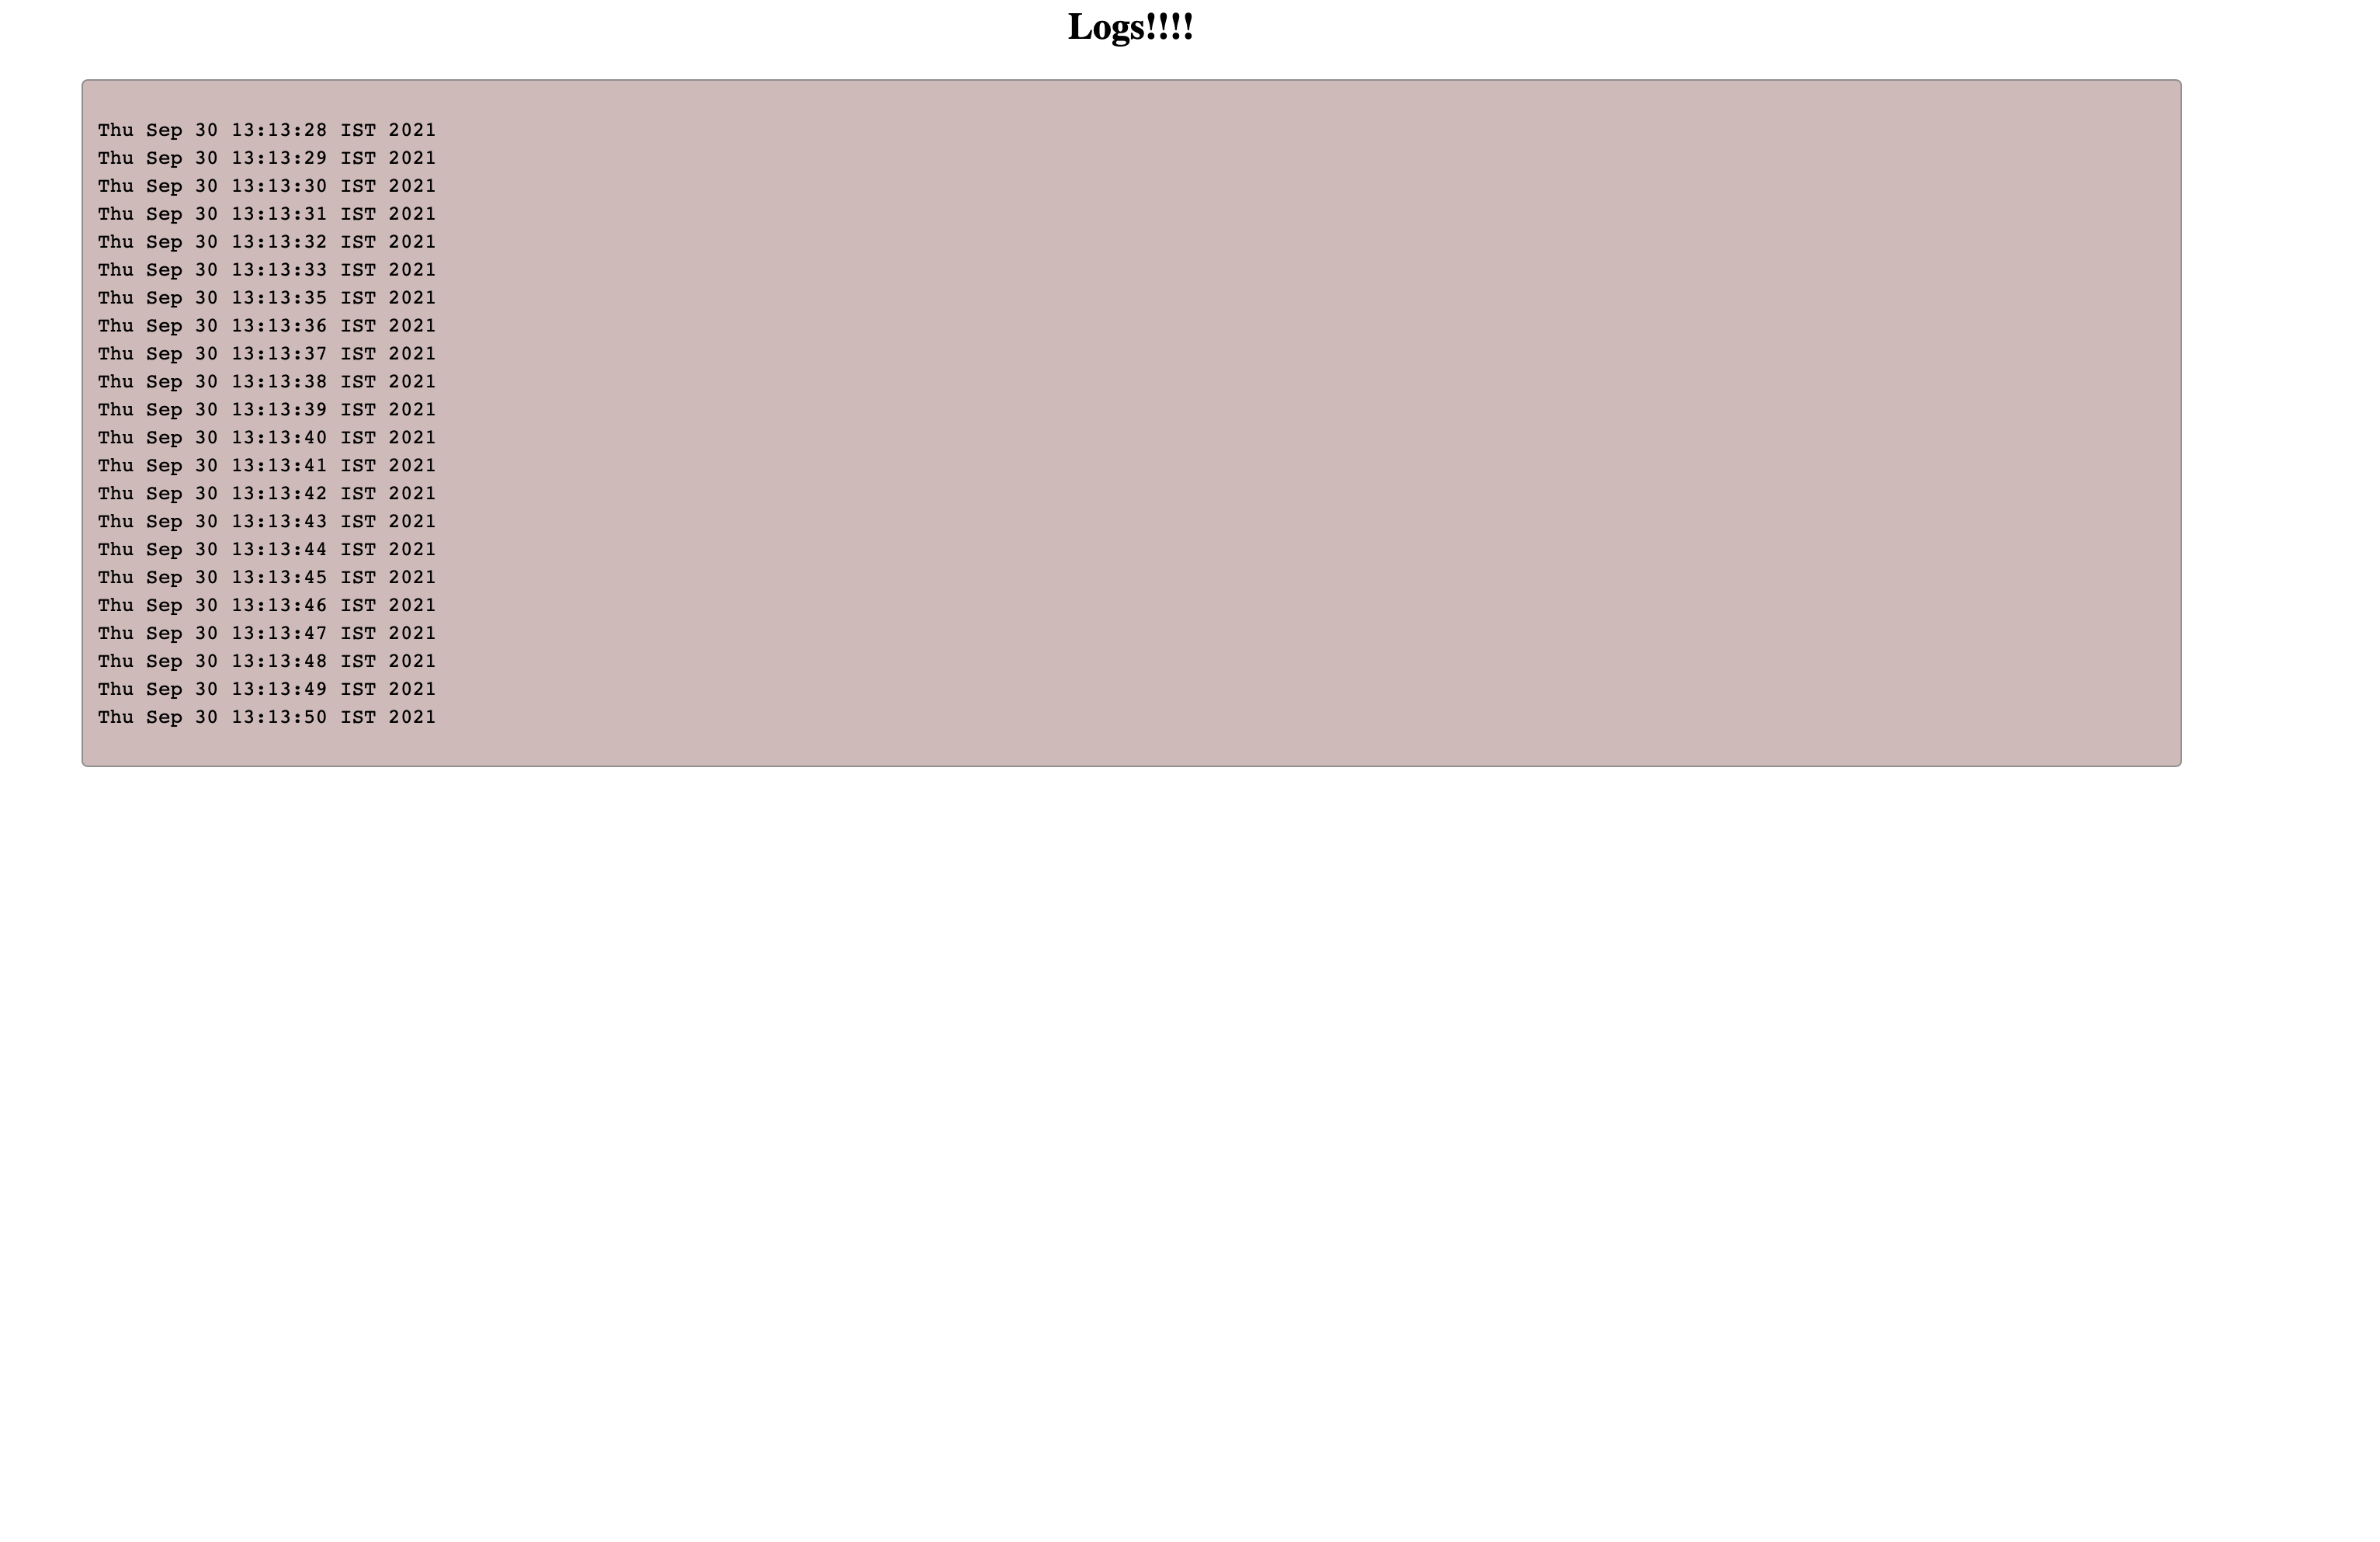 Logs!!!!
Thu Sep 30 13:13:28 IST 2021
Thu Sep 30 13:13:29 IST 2021
Thu Sep 30 13:13:30 IST 2021
Thu Sep 30 13:13:31 IST 2021
Thu Sep 30 13:13:32 IST 2021
Thu Sep 30 13:13:33 IST 2021
Thu Sep 30 13:13:35 IST 2021
Thu Sep 30 13:13:36 IST 2021
Thu Sep 30 13:13:37 IST 2021
Thu Sep 30 13:13:38 IST 2021
Thu Sep 30 13:13:39 IST 2021
Thu Sep 30 13:13:40 IST 2021
Thu Sep 30 13:13:41 IST 2021
Thu Sep 30 13:13:42 IST 2021
Thu Sep 30 13:13:43 IST 2021
Thu Sep 30 13:13:44 IST 2021
Thu Sep 30 13:13:45 IST 2021
Thu Sep 30 13:13:46 IST 2021
Thu Sep 30 13:13:47 IST 2021
Thu Sep 30 13:13:48 IST 2021
Thu Sep 30 13:13:49 IST 2021
Thu Sep 30 13:13:50 IST 2021